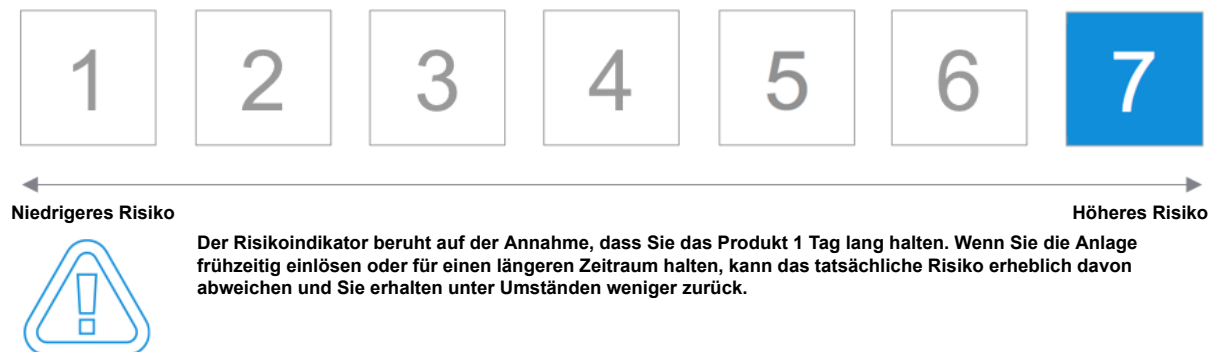 1 2 3 4 5 6 7
Niedrigeres Risiko Höheres Risiko
Der Risikoindikator beruht auf der Annahme, dass Sie das Produkt 1 Tag lang halten. Wenn Sie die Anlage
frühzeitig einlösen oder für einen längeren Zeitraum halten, kann das tatsächliche Risiko erheblich davon
abweichen und Sie erhalten unter Umständen weniger zurück.